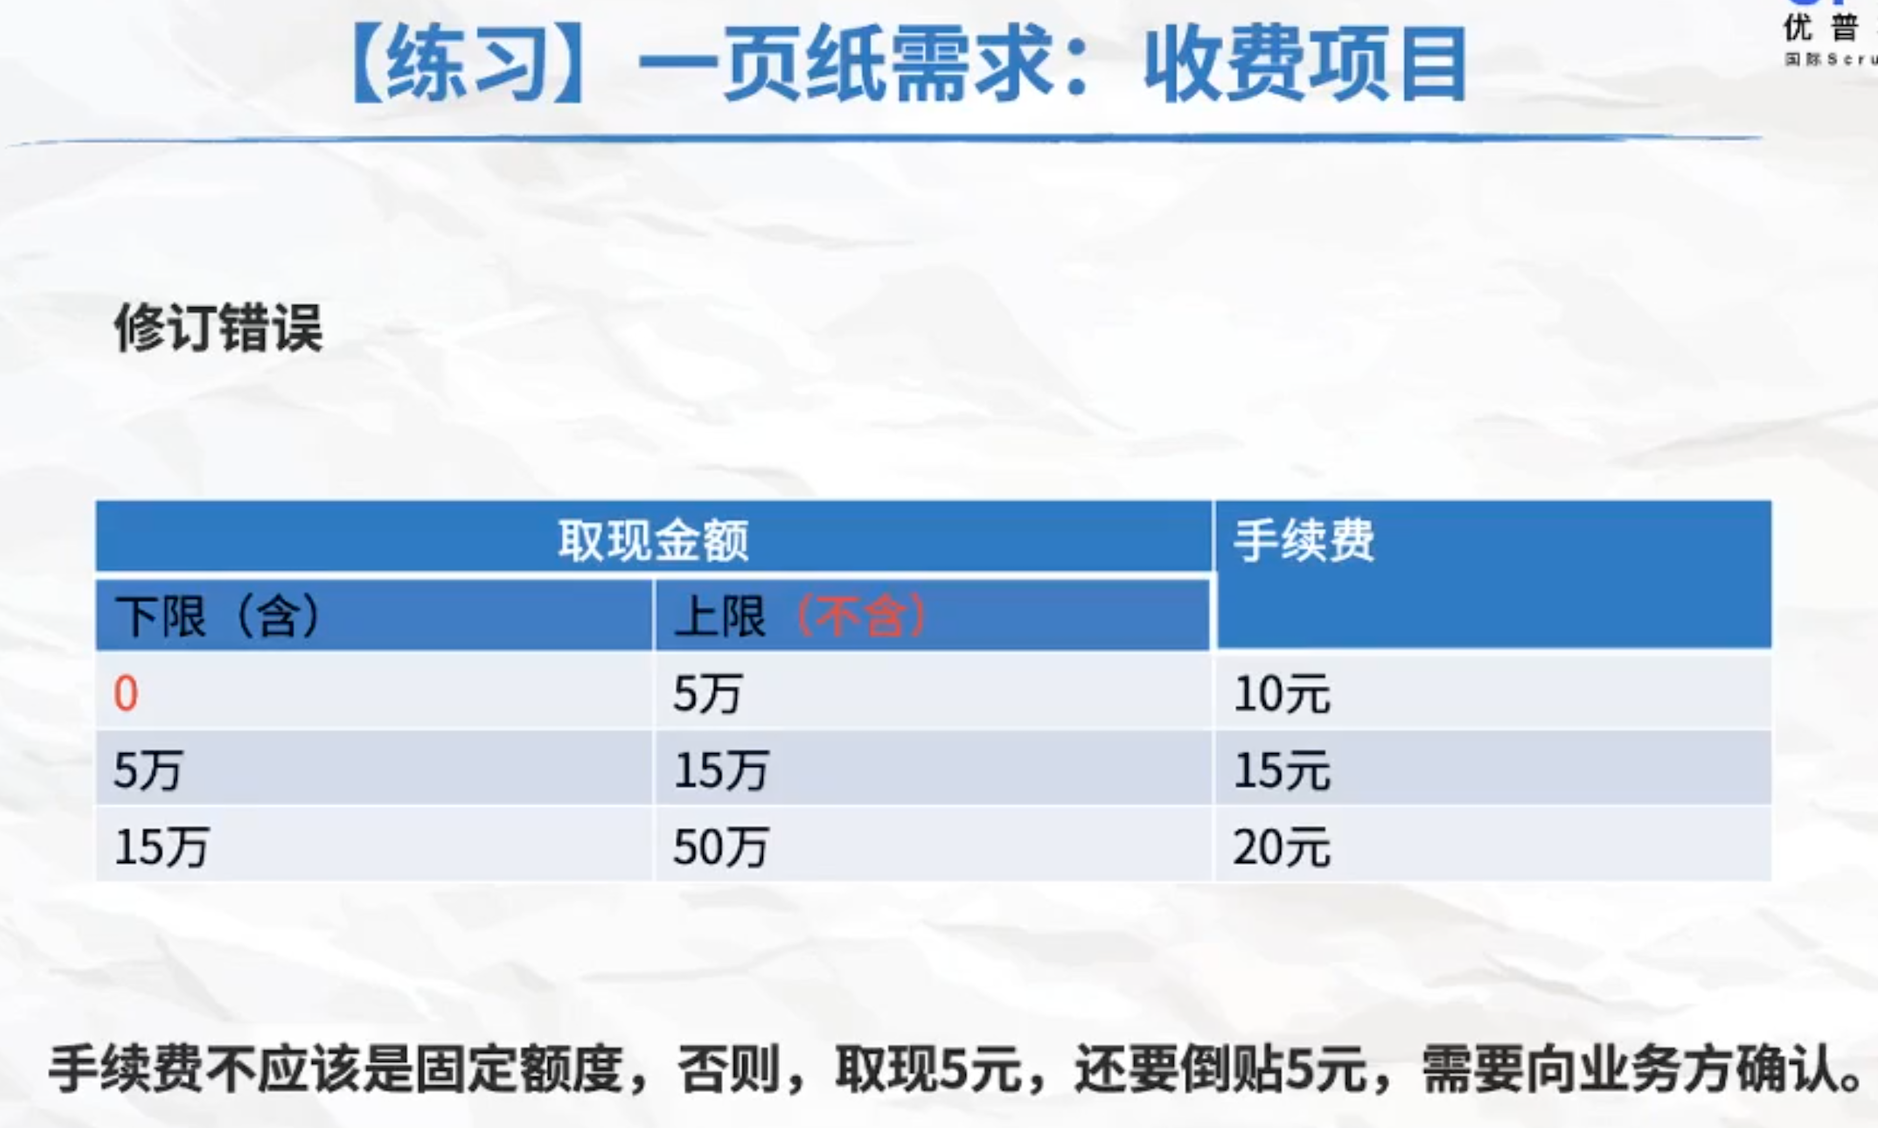 【练习】一页纸需求：收费项目
优普
国际Scru
修订错误
取现金额 手续费
下限（含） 上限（不含）
0 5万 10元
5万 15万 15元
15万 50万 20元
手续费不应该是固定额度，否则，取现5元，还要倒贴5元，需要向业务方确认。